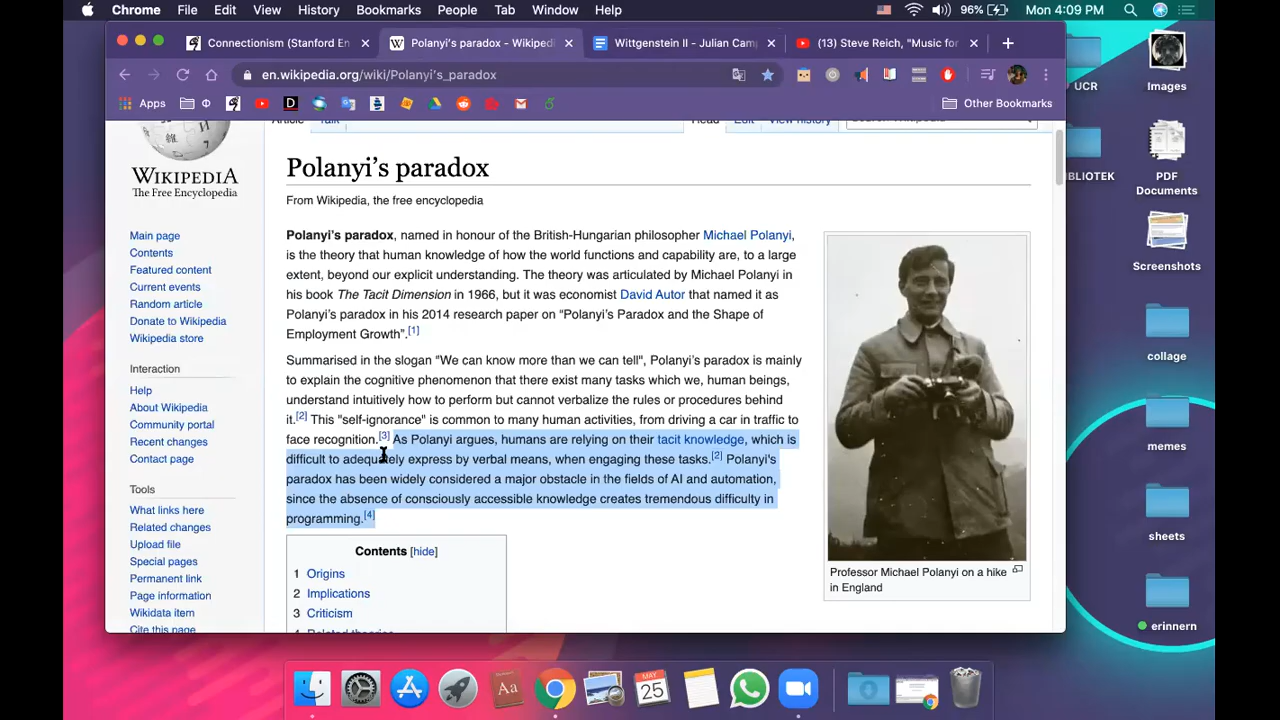 Chrome File Edit View History Bookmarks People Tab Window Help 96% Mon 4:09 PM
Connectionism (Stanford En
Polanyi's paradox - Wikipedi
Wittgenstein II - Julian Cam
(13) Steve Reich, "Music for
en.wikipedia.org/wiki/Polanyi's_paradox
Apps Φ D Other Bookmarks
Article Talk Read Edit View history
WIKIPEDIA
The Free Encyclopedia
Main page
Contents
Featured content
Current events
Random article
Donate to Wikipedia
Wikipedia store
Interaction
Help
About Wikipedia
Community portal
Recent changes
Contact page
Tools
What links here
Related changes
Upload file
Special pages
Permanent link
Page information
Wikidata item
Cite this page
Polanyi's paradox
From Wikipedia, the free encyclopedia
Polanyi's paradox, named in honour of the British-Hungarian philosopher Michael Polanyi,
is the theory that human knowledge of how the world functions and capability are, to a large
extent, beyond our explicit understanding. The theory was articulated by Michael Polanyi in
his book The Tacit Dimension in 1966, but it was economist David Autor that named it as
Polanyi's paradox in his 2014 research paper on "Polanyi's Paradox and the Shape of
Employment Growth".[1]
Summarised in the slogan "We can know more than we can tell", Polanyi's paradox is mainly
to explain the cognitive phenomenon that there exist many tasks which we, human beings,
understand intuitively how to perform but cannot verbalize the rules or procedures behind
it.[2] This "self-ignorance" is common to many human activities, from driving a car in traffic to
face recognition.[3] As Polanyi argues, humans are relying on their tacit knowledge, which is
difficult to adequately express by verbal means, when engaging these tasks.[2] Polanyi's
paradox has been widely considered a major obstacle in the fields of AI and automation,
since the absence of consciously accessible knowledge creates tremendous difficulty in
programming.[4]
Contents [hide]
1 Origins
2 Implications
3 Criticism
4 Related theories
Professor Michael Polanyi on a hike
in England
UCR
Images
BIBLIOTEK
PDF
Documents
Screenshots
collage
memes
sheets
erinnern
Aa
MAY
25